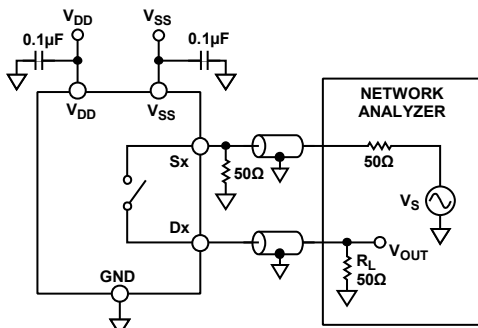 V_DD V_SS
0.1µF 0.1µF
V_DD V_SS
NETWORK
ANALYZER
Sx
50Ω 50Ω
V_S
Dx
V_OUT
R_L
50Ω
GND